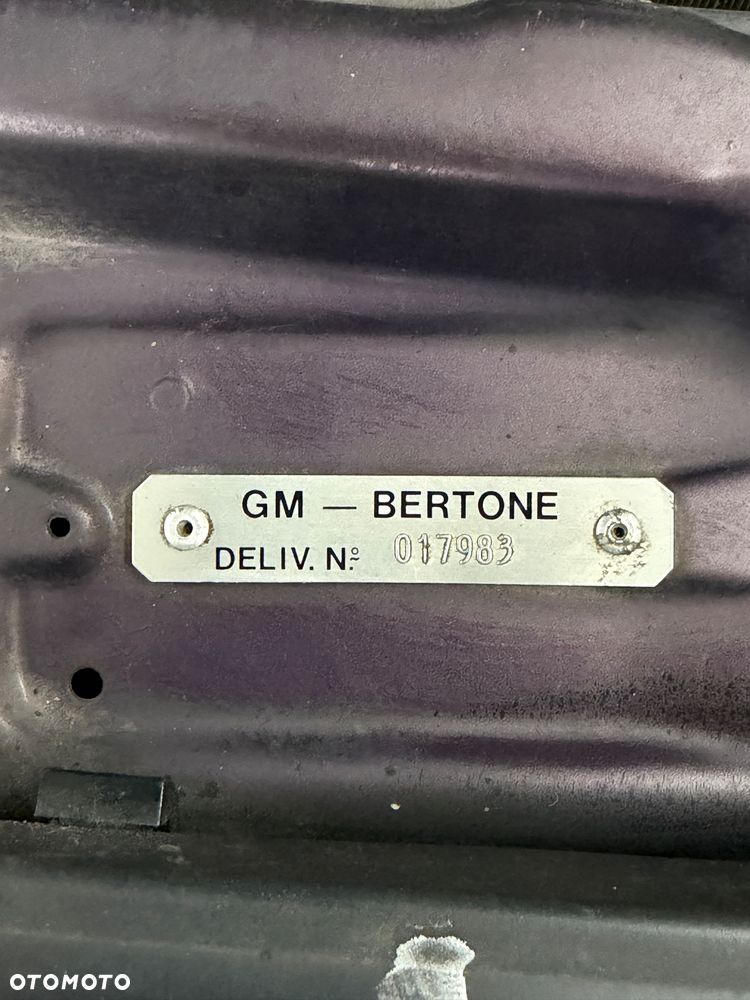 GM — BERTONE
DELIV. Nº. 017983
OTOMOTO